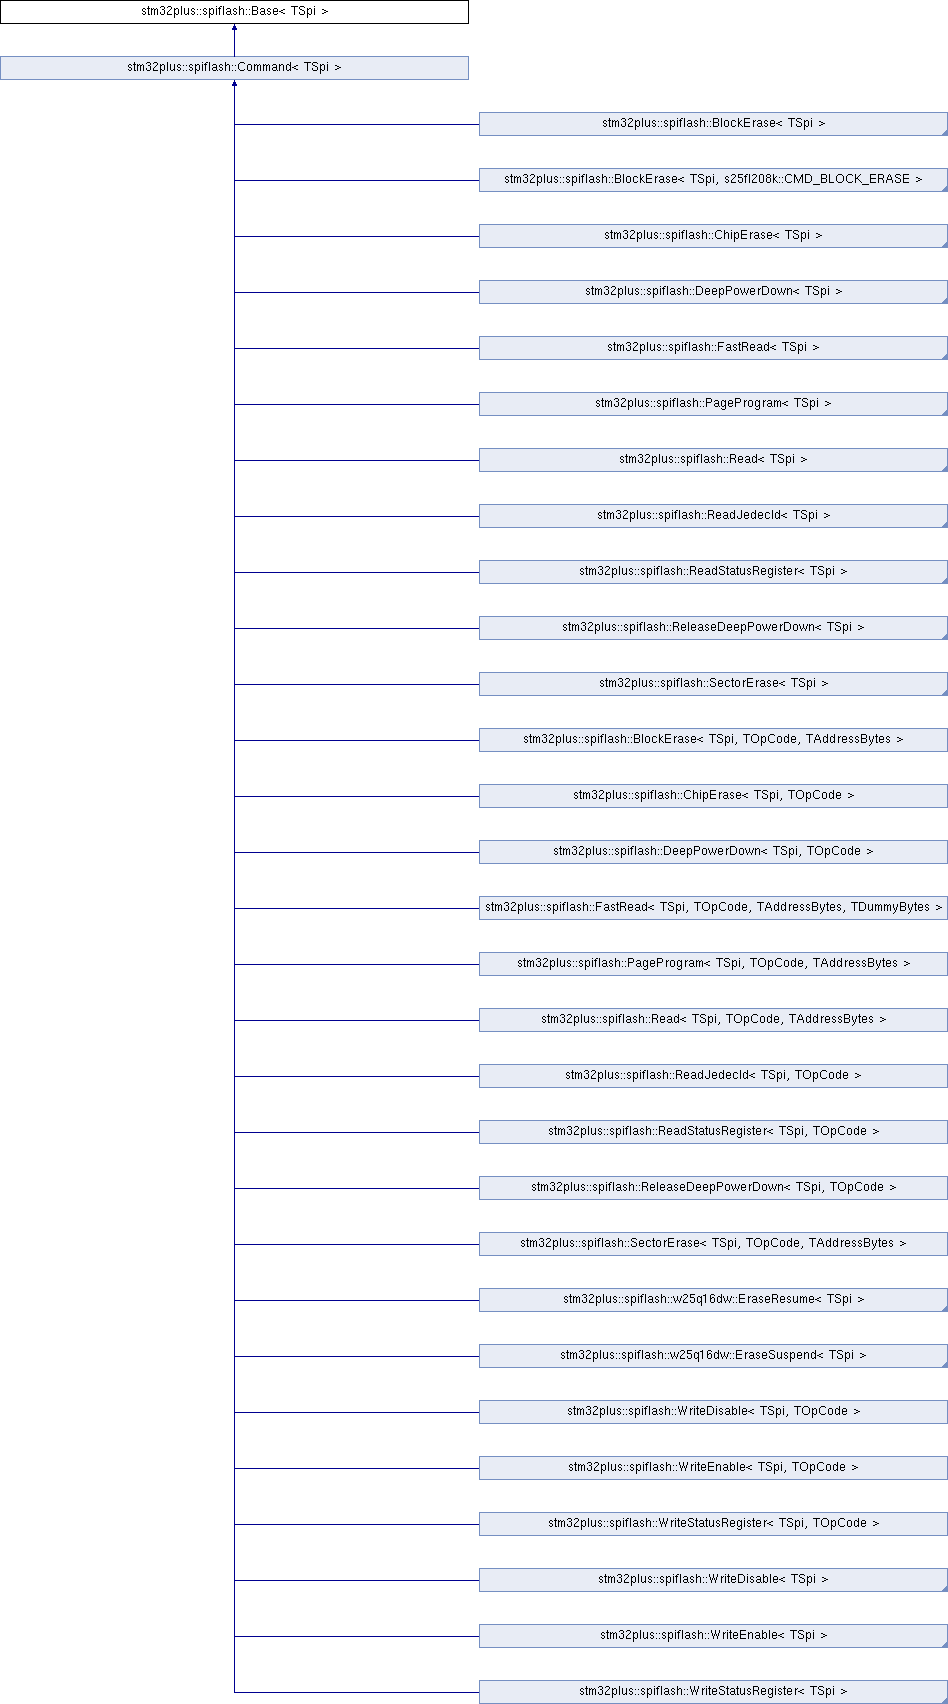 stm32plus::spiflash::Base< TSpi >
stm32plus::spiflash::Command< TSpi >
stm32plus::spiflash::BlockErase< TSpi >
stm32plus::spiflash::BlockErase< TSpi, s25fl208k::CMD_BLOCK_ERASE >
stm32plus::spiflash::ChipErase< TSpi >
stm32plus::spiflash::DeepPowerDown< TSpi >
stm32plus::spiflash::FastRead< TSpi >
stm32plus::spiflash::PageProgram< TSpi >
stm32plus::spiflash::Read< TSpi >
stm32plus::spiflash::ReadJedecId< TSpi >
stm32plus::spiflash::ReadStatusRegister< TSpi >
stm32plus::spiflash::ReleaseDeepPowerDown< TSpi >
stm32plus::spiflash::SectorErase< TSpi >
stm32plus::spiflash::BlockErase< TSpi, TOpCode, TAddressBytes >
stm32plus::spiflash::ChipErase< TSpi, TOpCode >
stm32plus::spiflash::DeepPowerDown< TSpi, TOpCode >
stm32plus::spiflash::FastRead< TSpi, TOpCode, TAddressBytes, TDummyBytes >
stm32plus::spiflash::PageProgram< TSpi, TOpCode, TAddressBytes >
stm32plus::spiflash::Read< TSpi, TOpCode, TAddressBytes >
stm32plus::spiflash::ReadJedecId< TSpi, TOpCode >
stm32plus::spiflash::ReadStatusRegister< TSpi, TOpCode >
stm32plus::spiflash::ReleaseDeepPowerDown< TSpi, TOpCode >
stm32plus::spiflash::SectorErase< TSpi, TOpCode, TAddressBytes >
stm32plus::spiflash::w25q16dw::EraseResume< TSpi >
stm32plus::spiflash::w25q16dw::EraseSuspend< TSpi >
stm32plus::spiflash::WriteDisable< TSpi, TOpCode >
stm32plus::spiflash::WriteEnable< TSpi, TOpCode >
stm32plus::spiflash::WriteStatusRegister< TSpi, TOpCode >
stm32plus::spiflash::WriteDisable< TSpi >
stm32plus::spiflash::WriteEnable< TSpi >
stm32plus::spiflash::WriteStatusRegister< TSpi >